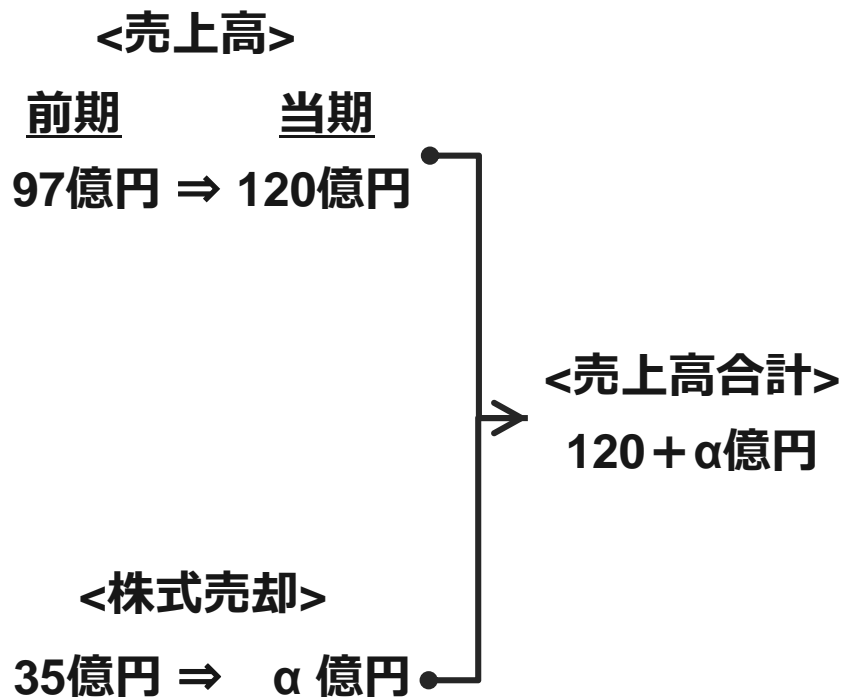 <売上高>
前期 当期
97億円 ⇒ 120億円
<売上高合計>
120＋α億円
<株式売却>
35億円 ⇒ α 億円